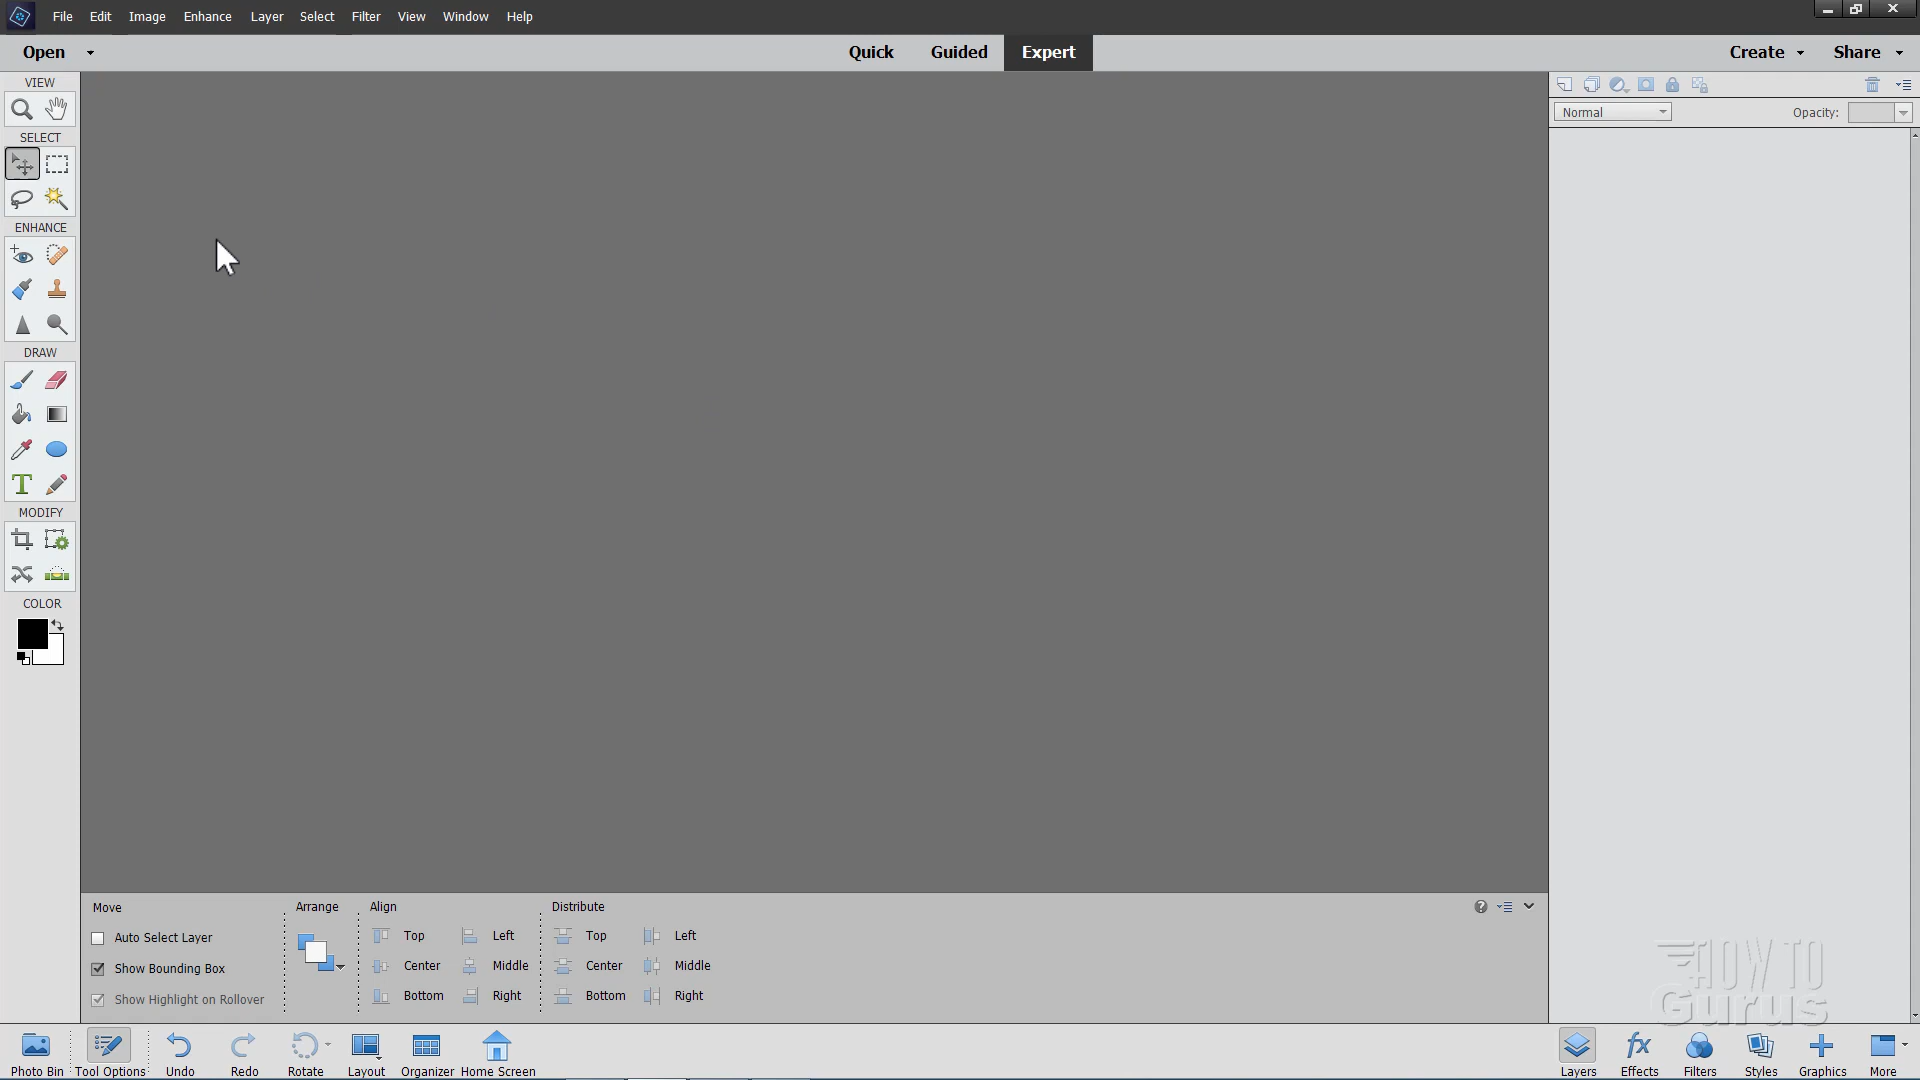 File Edit Image Enhance Layer Select Filter View Window Help
Open Quick Guided Expert Create Share
VIEW
SELECT
ENHANCE
DRAW
MODIFY
COLOR
Normal Opacity:
Move Arrange Align Distribute
Auto Select Layer Top Left Top Left
Show Bounding Box Center Middle Center Middle
Show Highlight on Rollover Bottom Right Bottom Right
HOW TO
Gurus
Photo Bin Tool Options Undo Redo Rotate Layout Organizer Home Screen Layers Effects Filters Styles Graphics More